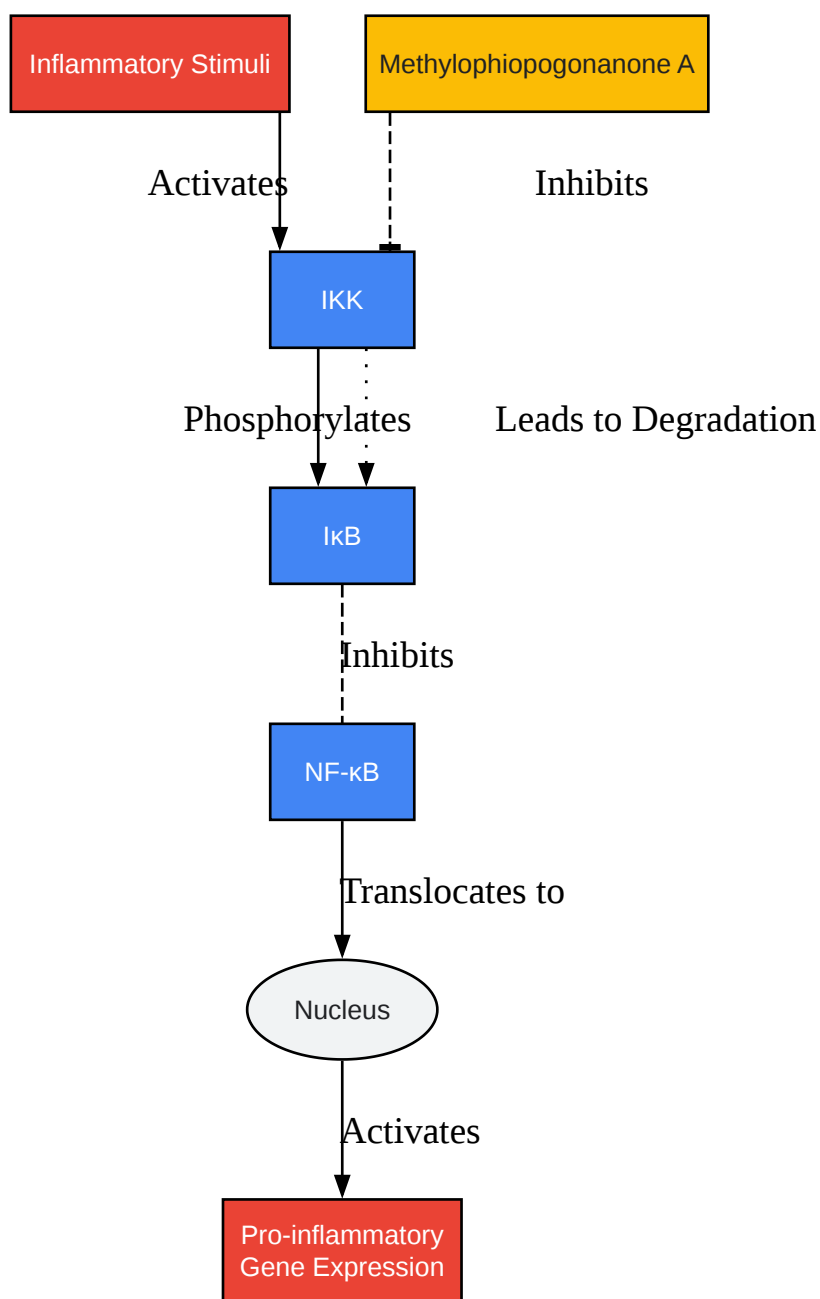 Inflammatory Stimuli
Methylophiopogonanone A
Activates
Inhibits
IKK
Phosphorylates
Leads to Degradation
IκB
Inhibits
NF-κB
Translocates to
Nucleus
Activates
Pro-inflammatory
Gene Expression